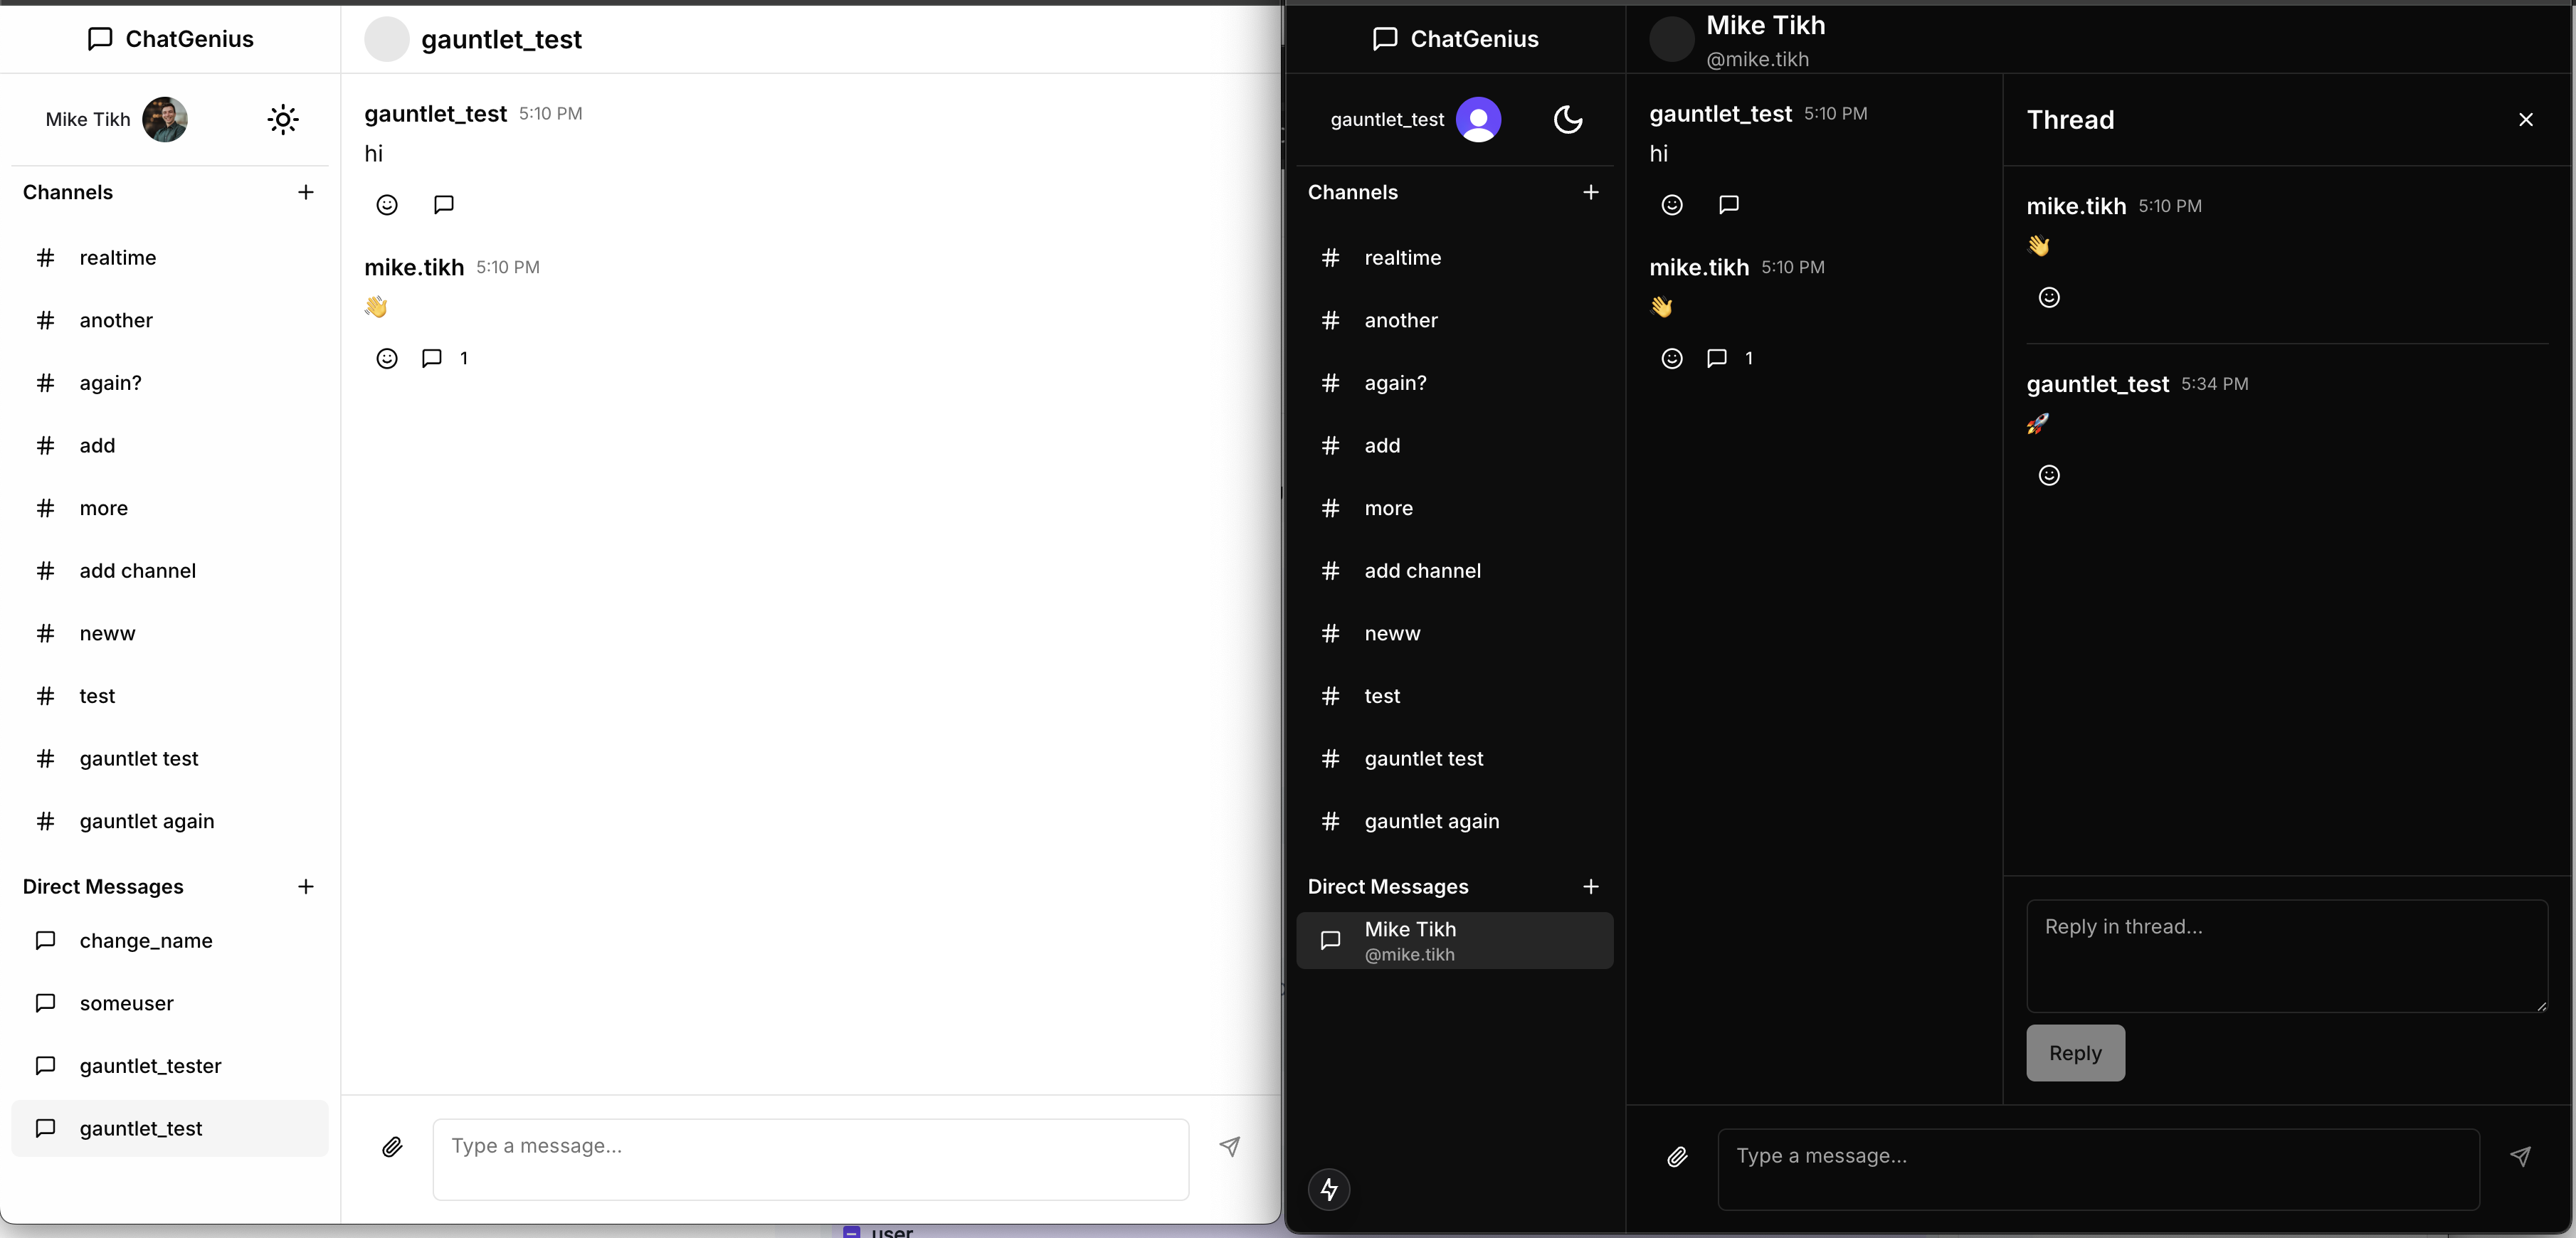 ChatGenius
Mike Tikh
Channels
realtime
another
again?
add
more
add channel
neww
test
gauntlet test
gauntlet again
Direct Messages
change_name
someuser
gauntlet_tester
gauntlet_test
gauntlet_test
gauntlet_test 5:10 PM
hi
mike.tikh 5:10 PM
👋
1
Type a message...
ChatGenius
gauntlet_test
Channels
realtime
another
again?
add
more
add channel
neww
test
gauntlet test
gauntlet again
Direct Messages
Mike Tikh
@mike.tikh
Mike Tikh
@mike.tikh
gauntlet_test 5:10 PM
hi
mike.tikh 5:10 PM
👋
1
Type a message...
Thread
mike.tikh 5:10 PM
👋
gauntlet_test 5:34 PM
🚀
Reply in thread...
Reply
user